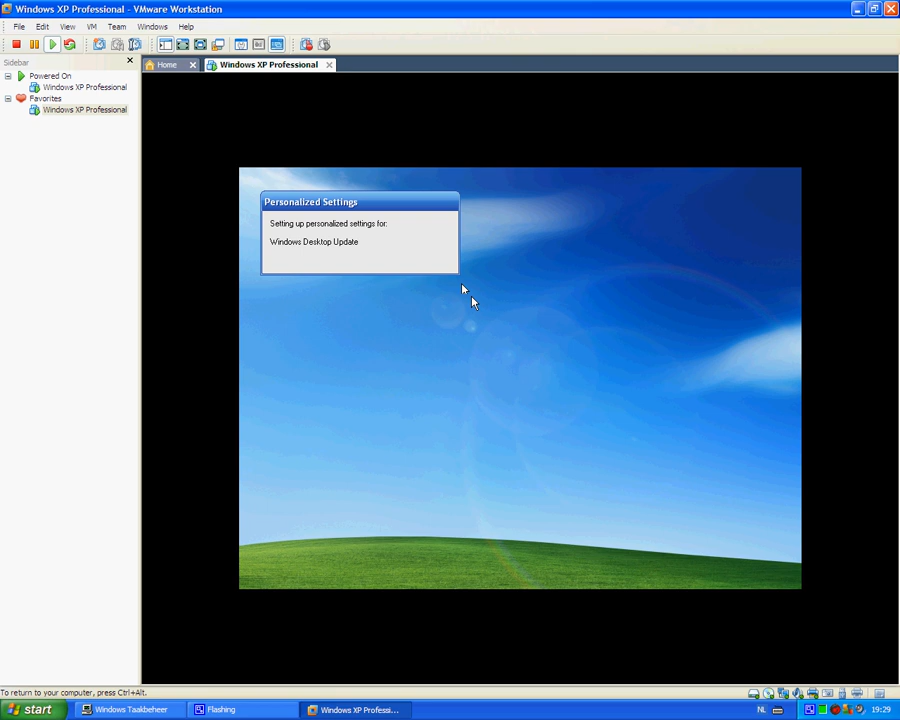 Windows XP Professional - VMware Workstation
File Edit View VM Team Windows Help
Sidebar
Home
Windows XP Professional
Powered On
Windows XP Professional
Favorites
Windows XP Professional
Personalized Settings
Setting up personalized settings for:
Windows Desktop Update
To return to your computer, press Ctrl+Alt.
start
Windows Taakbeheer
Flashing
Windows XP Professi...
NL
19:29